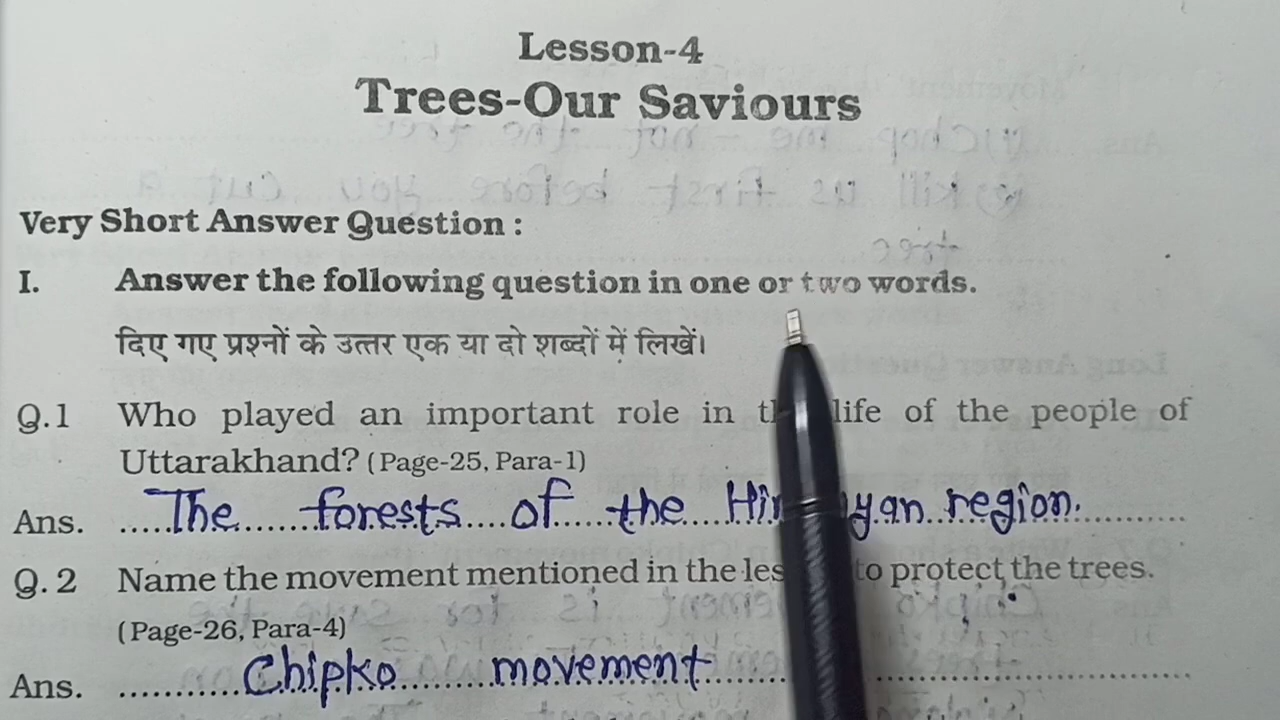 Lesson-4
Trees-Our Saviours
Very Short Answer Question :
I. Answer the following question in one or two words.
दिए गए प्रश्नों के उत्तर एक या दो शब्दों में लिखें।
Q.1 Who played an important role in life of the people of
Uttarakhand? (Page-25, Para-1)
Ans. The forests of the region.
Q. 2 Name the movement mentioned in the to protect the trees.
(Page-26, Para-4)
Ans. Chipko movement